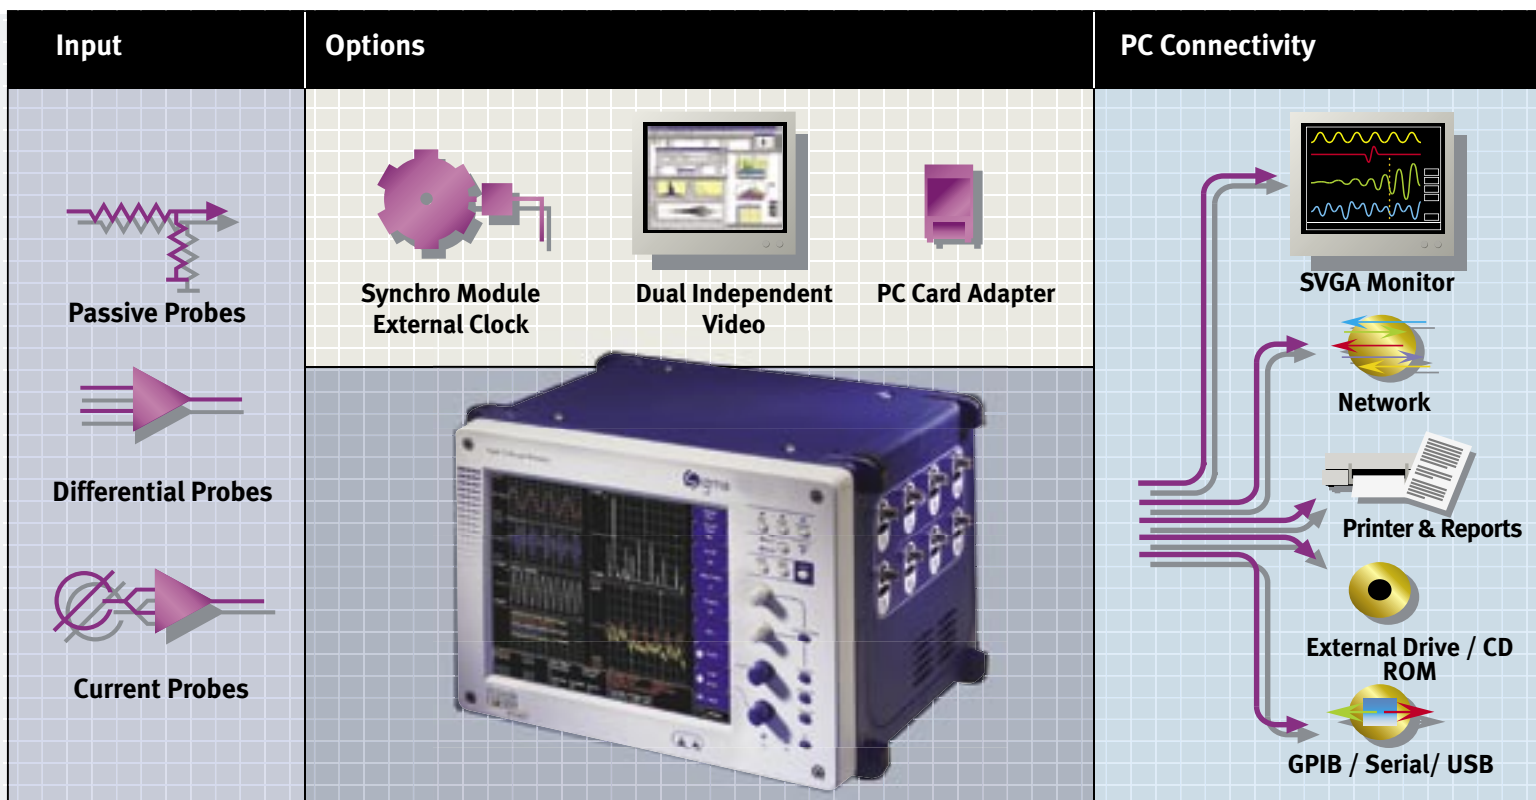 Input
Options
PC Connectivity
Passive Probes
Differential Probes
Current Probes
Synchro Module
External Clock
Dual Independent
Video
PC Card Adapter
SVGA Monitor
Network
Printer & Reports
External Drive / CD
ROM
GPIB / Serial/ USB